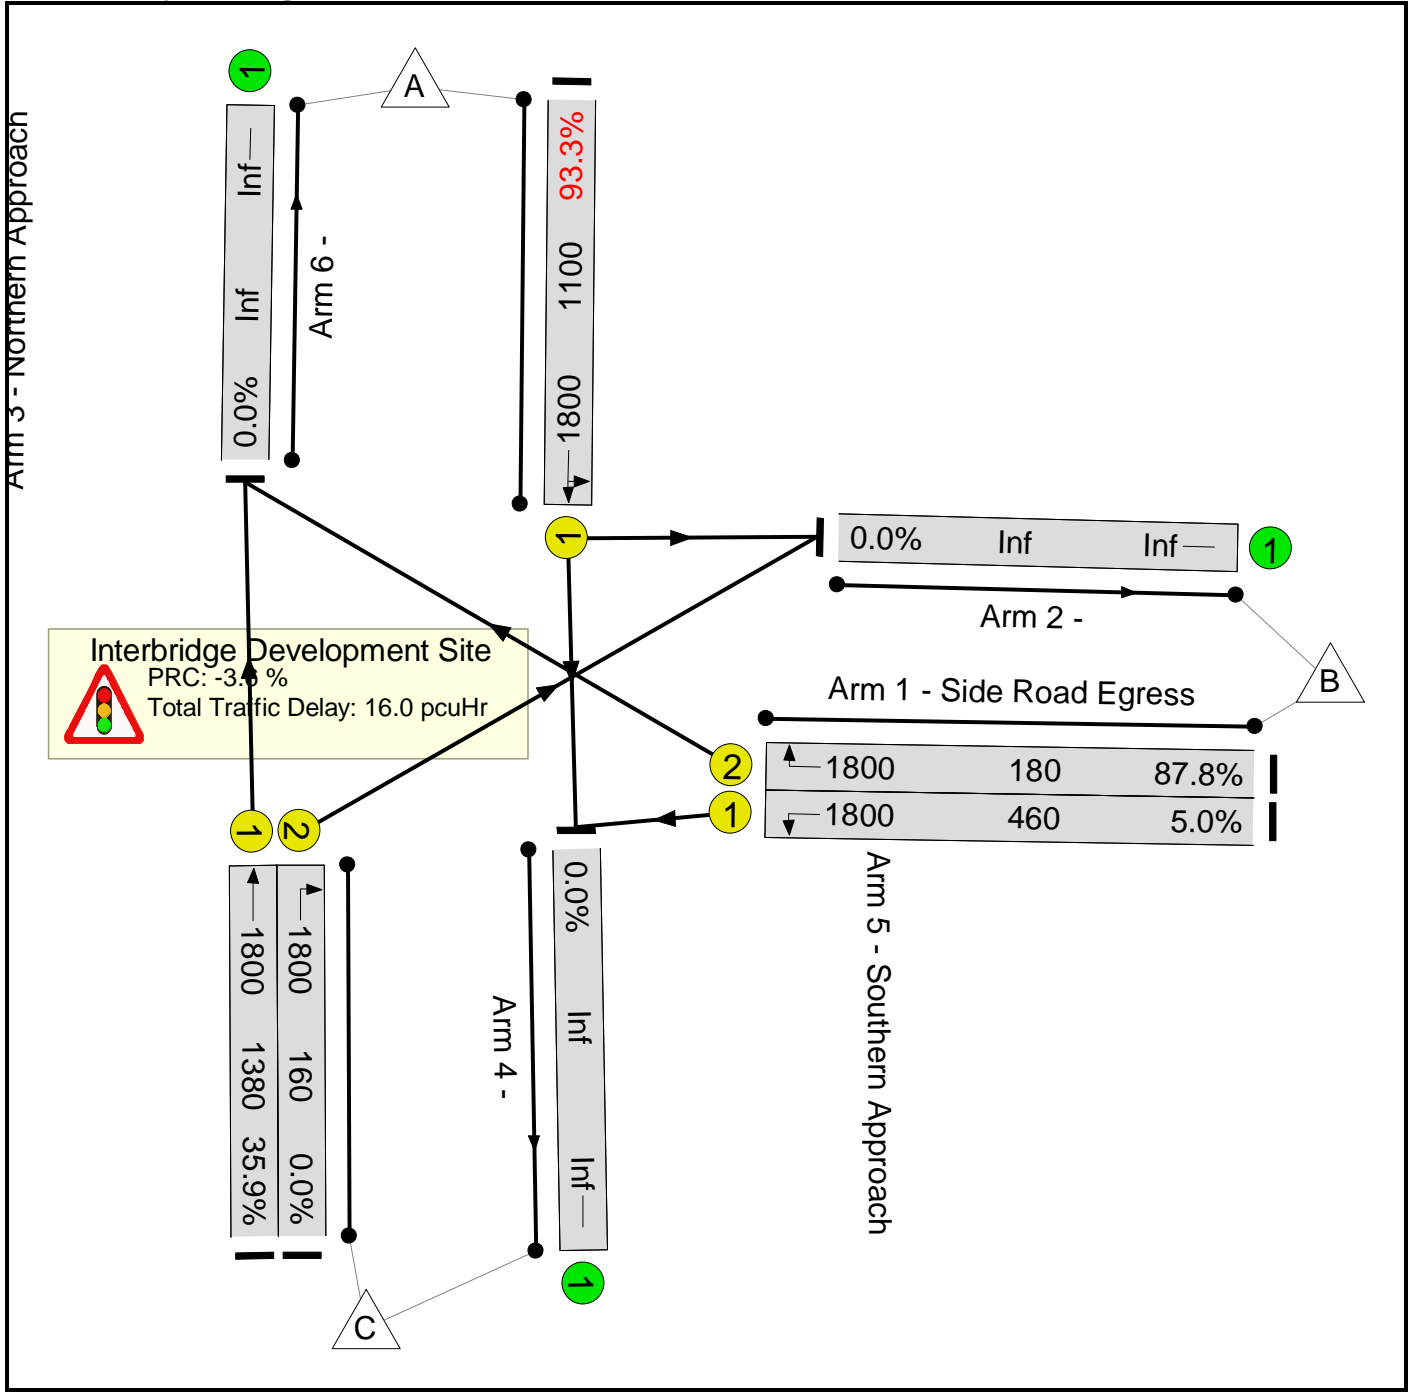 Arm 3 - Northern Approach
1
A
Inf
Inf
0.0%
Arm 6 -
93.3%
1100
1800
1
0.0% Inf Inf
1
Arm 2 -
B
Interbridge Development Site
PRC: %
Total Traffic Delay: 16.0 pcuHr
Arm 1 - Side Road Egress
2
1800 180 87.8%
1
1800 460 5.0%
1
2
1800 160 0.0%
1800 1380 35.9%
Arm 4 -
0.0% Inf Inf
1
Arm 5 - Southern Approach
C